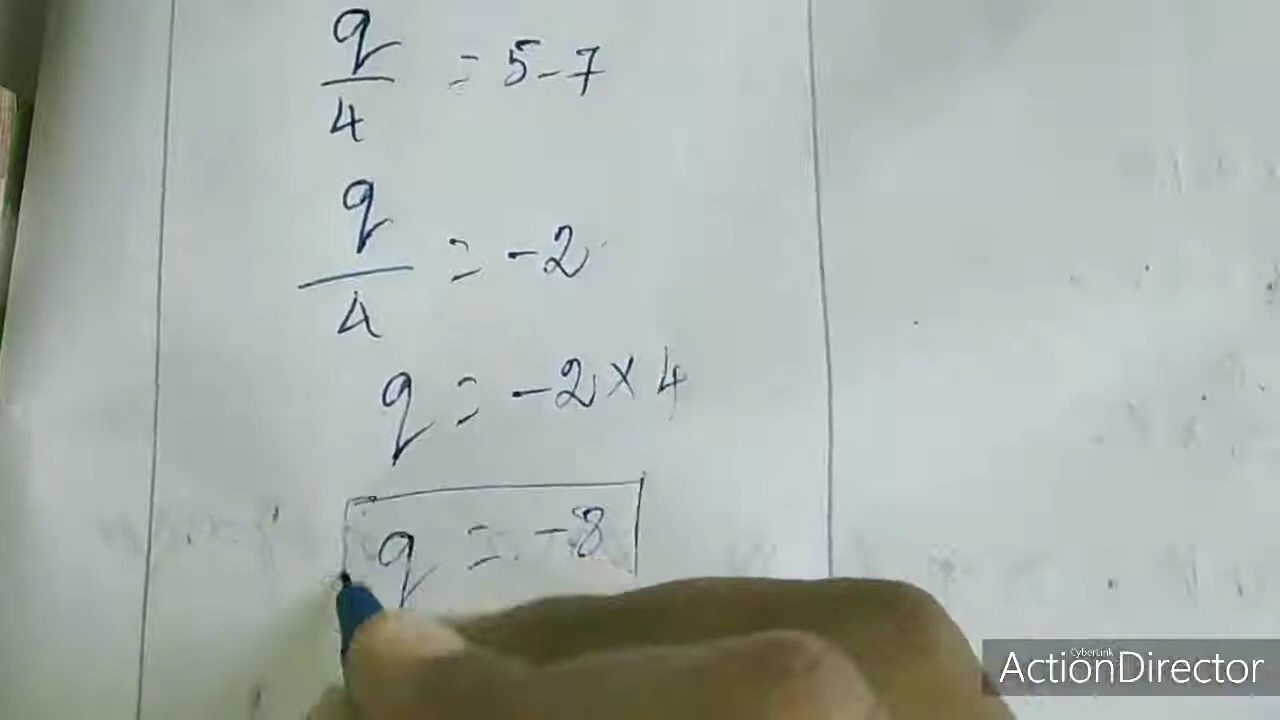 q/4 = 5-7
q/4 = -2
q = -2 × 4
q = -8
CyberLink
ActionDirector